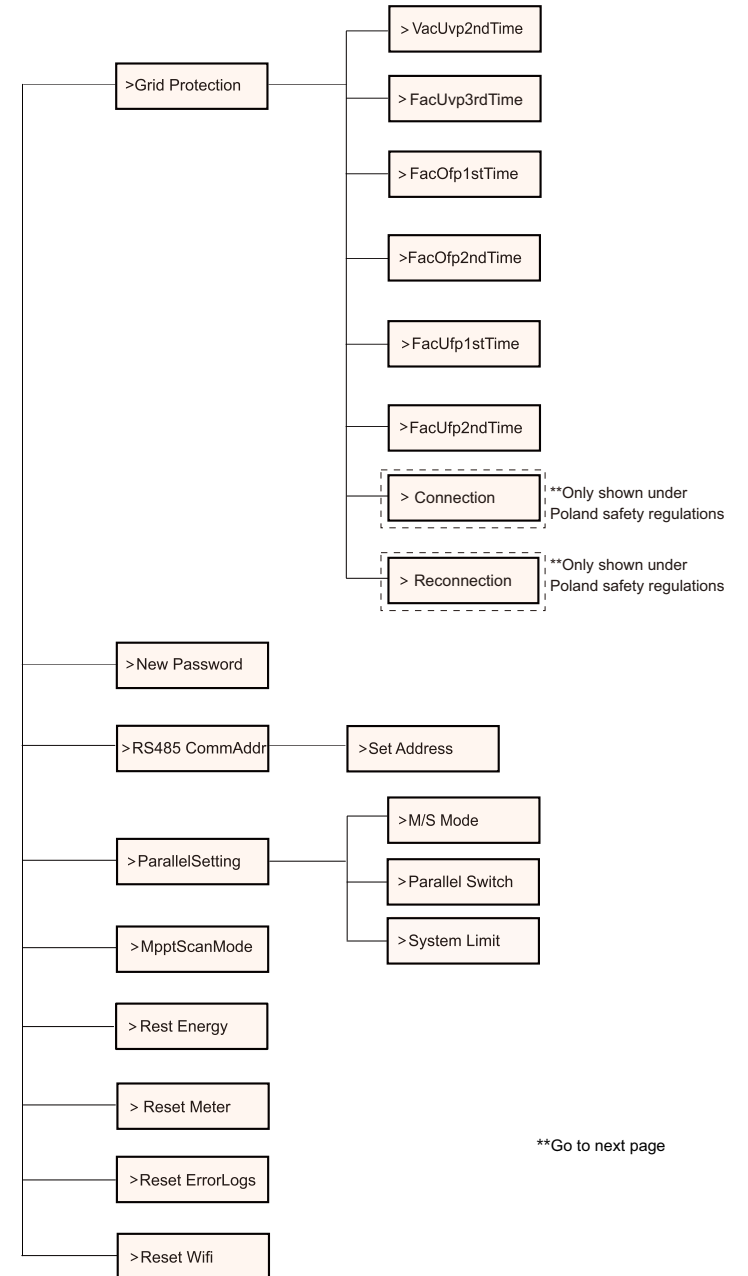 > VacUvp2ndTime
>Grid Protection
> FacUvp3rdTime
> FacOfp1stTime
>FacOfp2ndTime
>FacUfp1stTime
>FacUfp2ndTime
> Connection
**Only shown under
Poland safety regulations
> Reconnection
**Only shown under
Poland safety regulations
>New Password
>RS485 CommAddr
>Set Address
>ParallelSetting
>M/S Mode
>Parallel Switch
>System Limit
>MpptScanMode
> Rest Energy
> Reset Meter
**Go to next page
>Reset ErrorLogs
>Reset Wifi